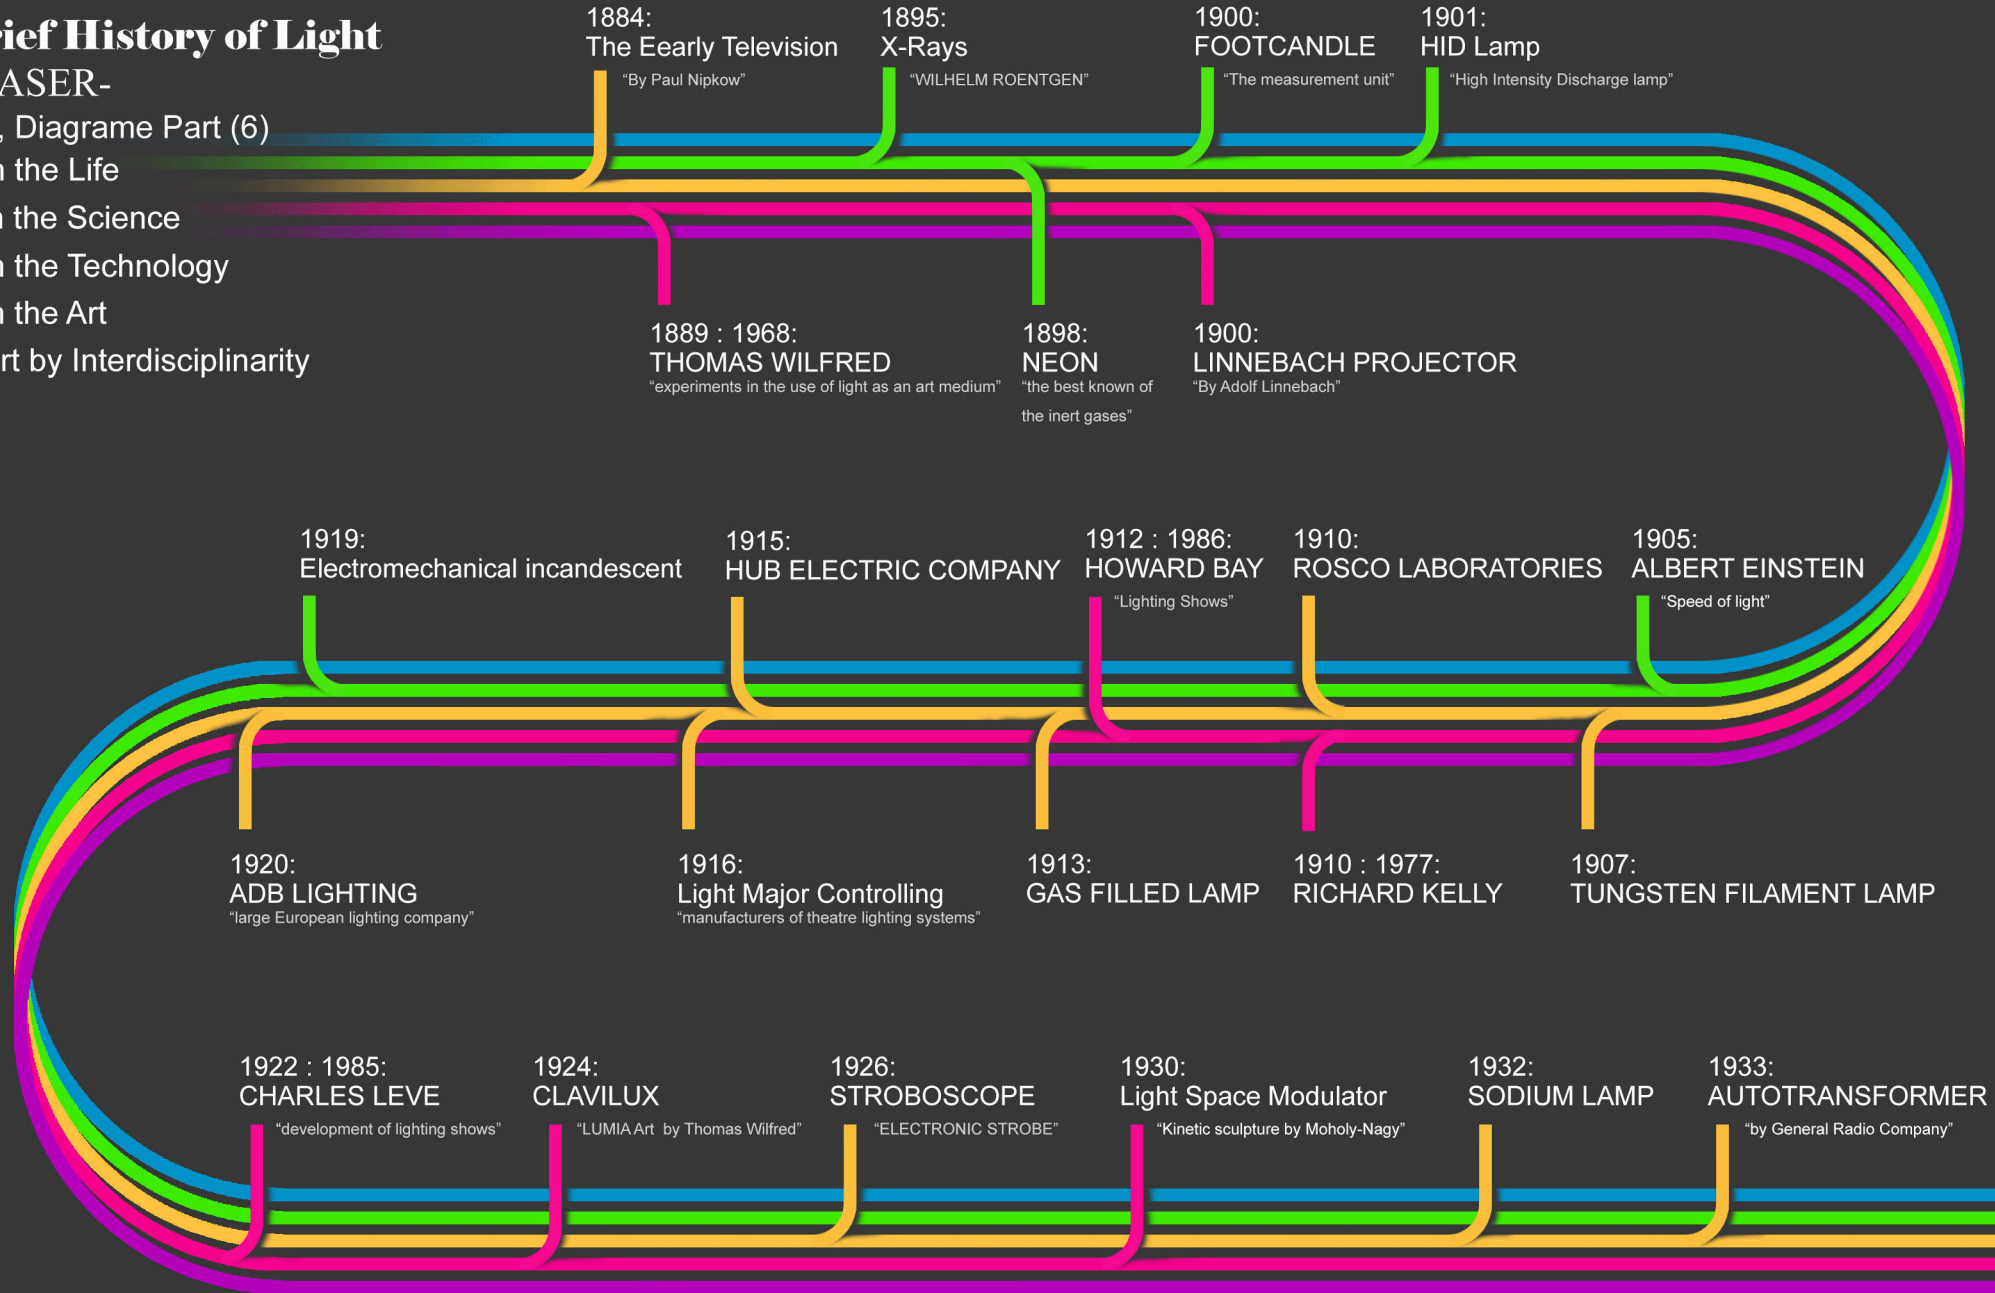 rief History of Light
ASER-
, Diagrame Part (6)
n the Life
n the Science
n the Technology
n the Art
rt by Interdisciplinarity
1884:
The Eearly Television
“By Paul Nipkow”
1895:
X-Rays
“WILHELM ROENTGEN”
1900:
FOOTCANDLE
“The measurement unit”
1901:
HID Lamp
“High Intensity Discharge lamp”
1889 : 1968:
THOMAS WILFRED
“experiments in the use of light as an art medium”
1898:
NEON
“the best known of
the inert gases”
1900:
LINNEBACH PROJECTOR
“By Adolf Linnebach”
1919:
Electromechanical incandescent
1915:
HUB ELECTRIC COMPANY
1912 : 1986:
HOWARD BAY
“Lighting Shows”
1910:
ROSCO LABORATORIES
1905:
ALBERT EINSTEIN
“Speed of light”
1920:
ADB LIGHTING
“large European lighting company”
1916:
Light Major Controlling
“manufacturers of theatre lighting systems”
1913:
GAS FILLED LAMP
1910 : 1977:
RICHARD KELLY
1907:
TUNGSTEN FILAMENT LAMP
1922 : 1985:
CHARLES LEVE
“development of lighting shows”
1924:
CLAVILUX
“LUMIA Art  by Thomas Wilfred”
1926:
STROBOSCOPE
“ELECTRONIC STROBE”
1930:
Light Space Modulator
“Kinetic sculpture by Moholy-Nagy”
1932:
SODIUM LAMP
1933:
AUTOTRANSFORMER
“by General Radio Company”